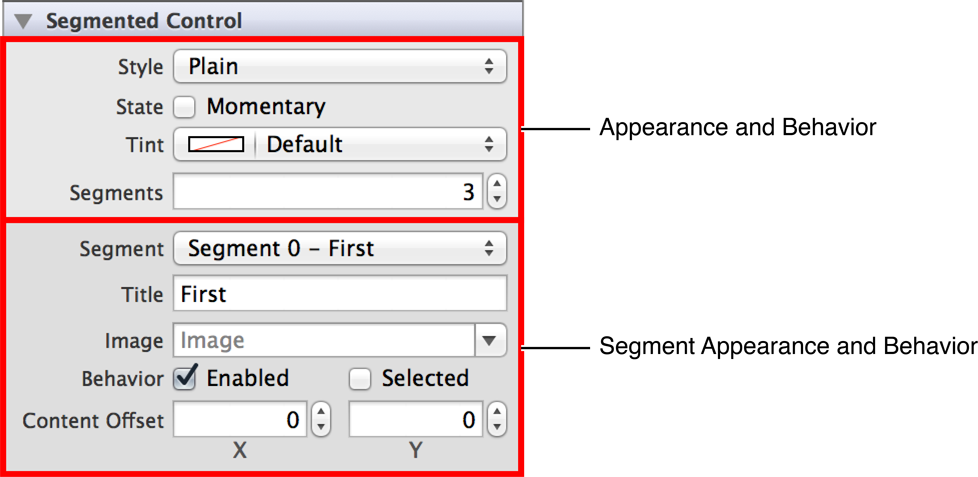 Segmented Control
Style Plain
State Momentary
Tint Default
Segments 3
Appearance and Behavior
Segment Segment 0 – First
Title First
Image Image
Segment Appearance and Behavior
Behavior Enabled Selected
Content Offset 0 0
X Y